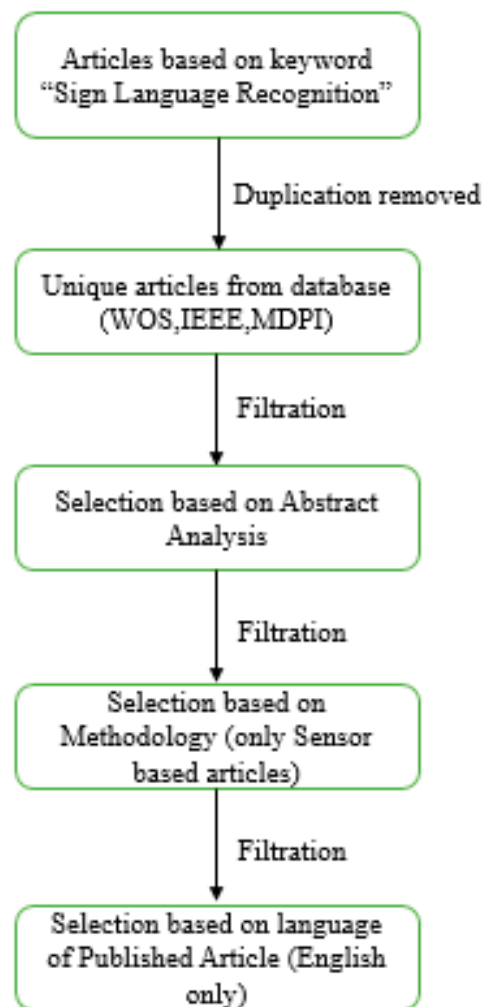 Articles based on keyword
“Sign Language Recognition”
Duplication removed
Unique articles from database
(WOS,IEEE,MDPI)
Filtration
Selection based on Abstract
Analysis
Filtration
Selection based on
Methodology (only Sensor
based articles)
Filtration
Selection based on language
of Published Article (English
only)